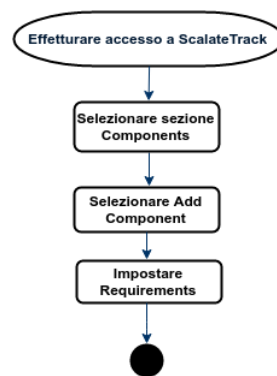 Effetturare accesso a ScalateTrack
Selezionare sezione
Components
Selezionare Add
Component
Impostare
Requirements